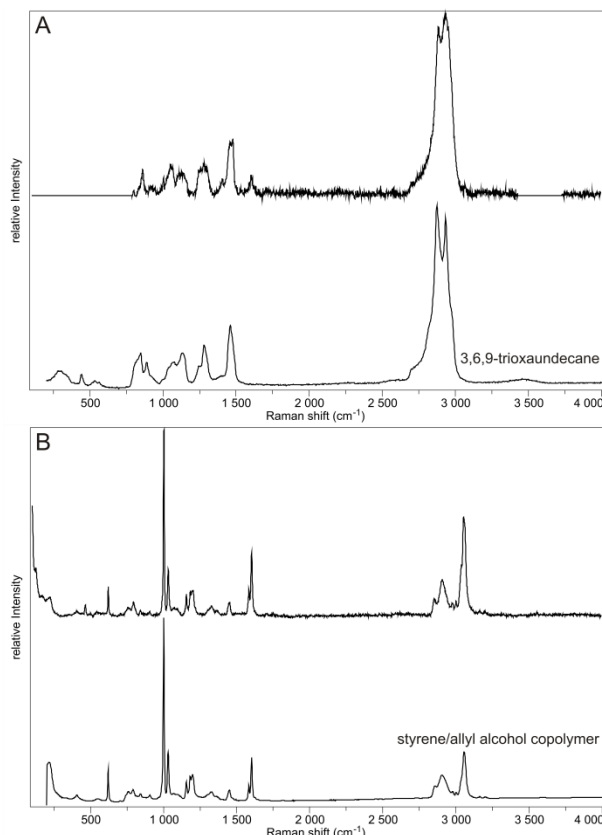 A
relative Intensity
3,6,9-trioxaundecane
500 1 000 1 500 2 000 2 500 3 000 3 500 4 000
Raman shift (cm-1)
B
relative Intensity
styrene/allyl alcohol copolymer
500 1 000 1 500 2 000 2 500 3 000 3 500 4 000
Raman shift (cm-1)